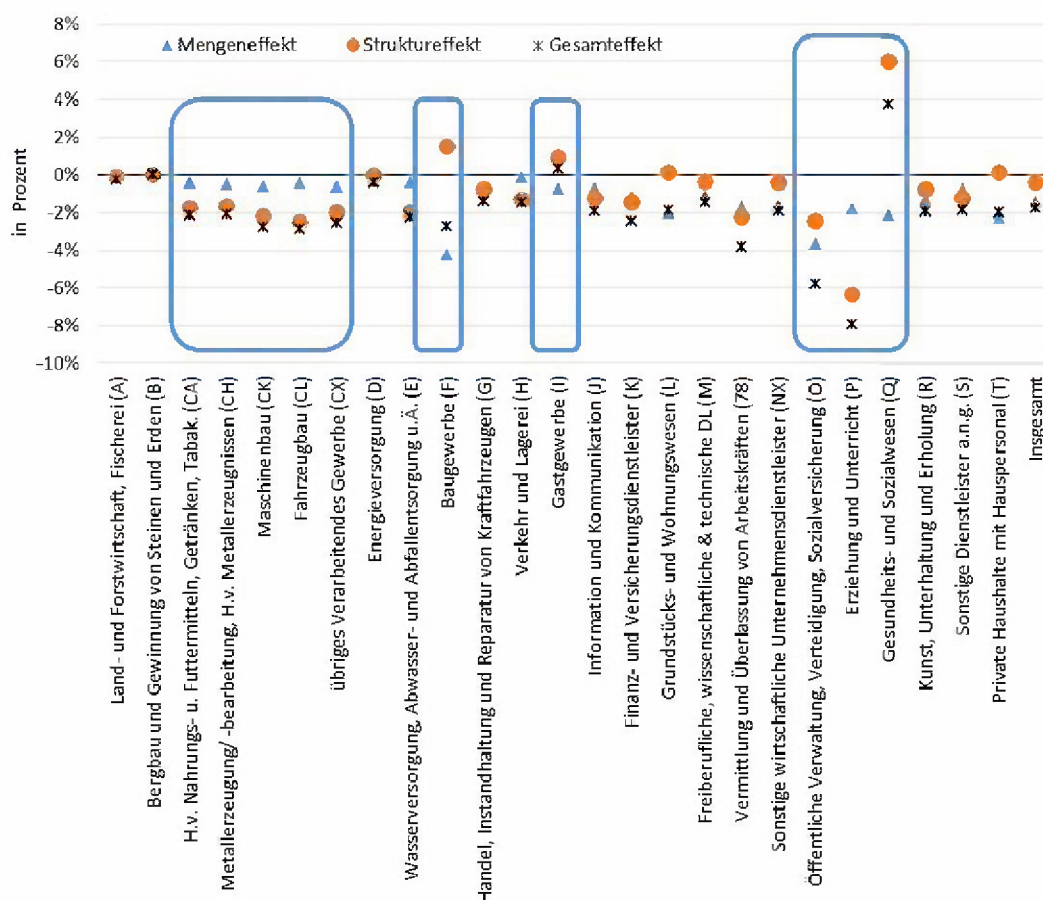 8%
Mengeneffekt Struktureffekt Gesamteffekt
6%
4%
2%
0%
-2%
-4%
-6%
-8%
-10%
in Prozent
Land- und Forstwirtschaft, Fischerei (A)
Bergbau und Gewinnung von Steinen und Erden (B)
H.v. Nahrungs- u. Futtermitteln, Getränken, Tabak. (CA)
Metallerzeugung/ -bearbeitung, H.v. Metallerzeugnissen (CH)
Maschinenbau (CK)
Fahrzeugbau (CL)
übriges Verarbeitendes Gewerbe (CX)
Energieversorgung (D)
Wasserversorgung, Abwasser- und Abfallentsorgung u.Ä. (E)
Baugewerbe (F)
Handel, Instandhaltung und Reparatur von Kraftfahrzeugen (G)
Verkehr und Lagerei (H)
Gastgewerbe (I)
Information und Kommunikation (J)
Finanz- und Versicherungsdienstleister (K)
Grundstücks- und Wohnungswesen (L)
Freiberufliche, wissenschaftliche & technische DL (M)
Vermittlung und Überlassung von Arbeitskräften (78)
Sonstige wirtschaftliche Unternehmensdienstleister (NX)
Öffentliche Verwaltung, Verteidigung, Sozialversicherung (O)
Erziehung und Unterricht (P)
Gesundheits- und Sozialwesen (Q)
Kunst, Unterhaltung und Erholung (R)
Sonstige Dienstleister a.n.g. (S)
Private Haushalte mit Hauspersonal (T)
Insgesamt